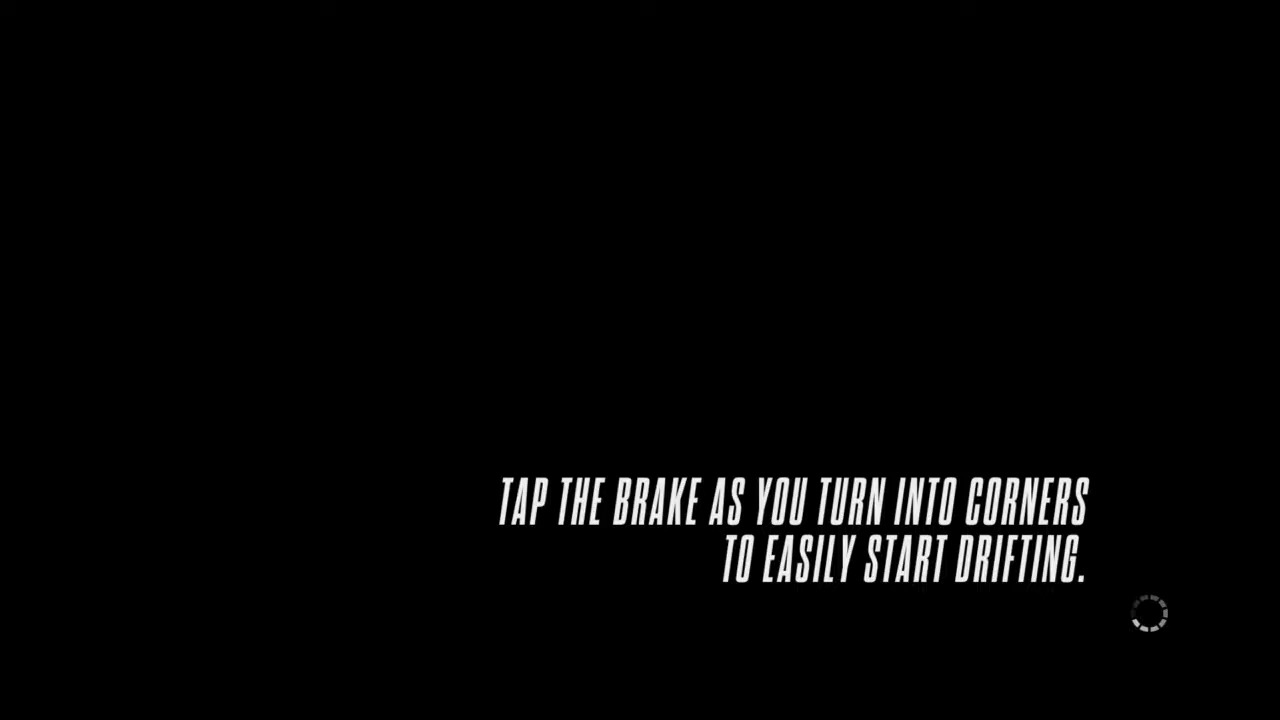 TAP THE BRAKE AS YOU TURN INTO CORNERS
TO EASILY START DRIFTING.